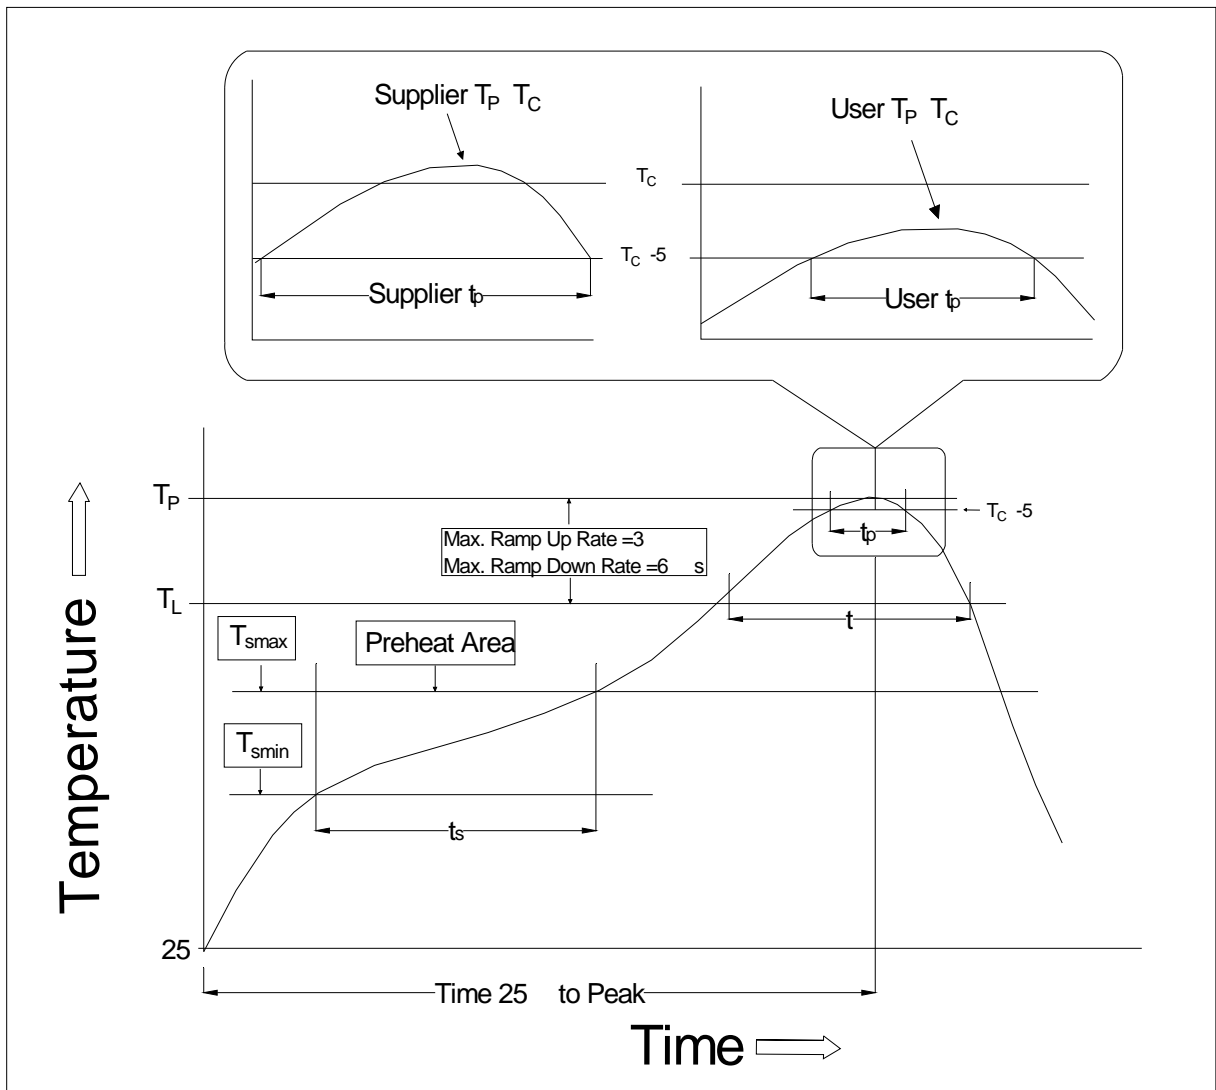 Supplier TP TC
User TP TC
TC
TC -5
Supplier tp
User tp
TP
TC -5
Max. Ramp Up Rate =3
Max. Ramp Down Rate =6 s
tp
TL
t
Tsmax
Preheat Area
Tsmin
ts
Temperature
25
Time 25 to Peak
Time